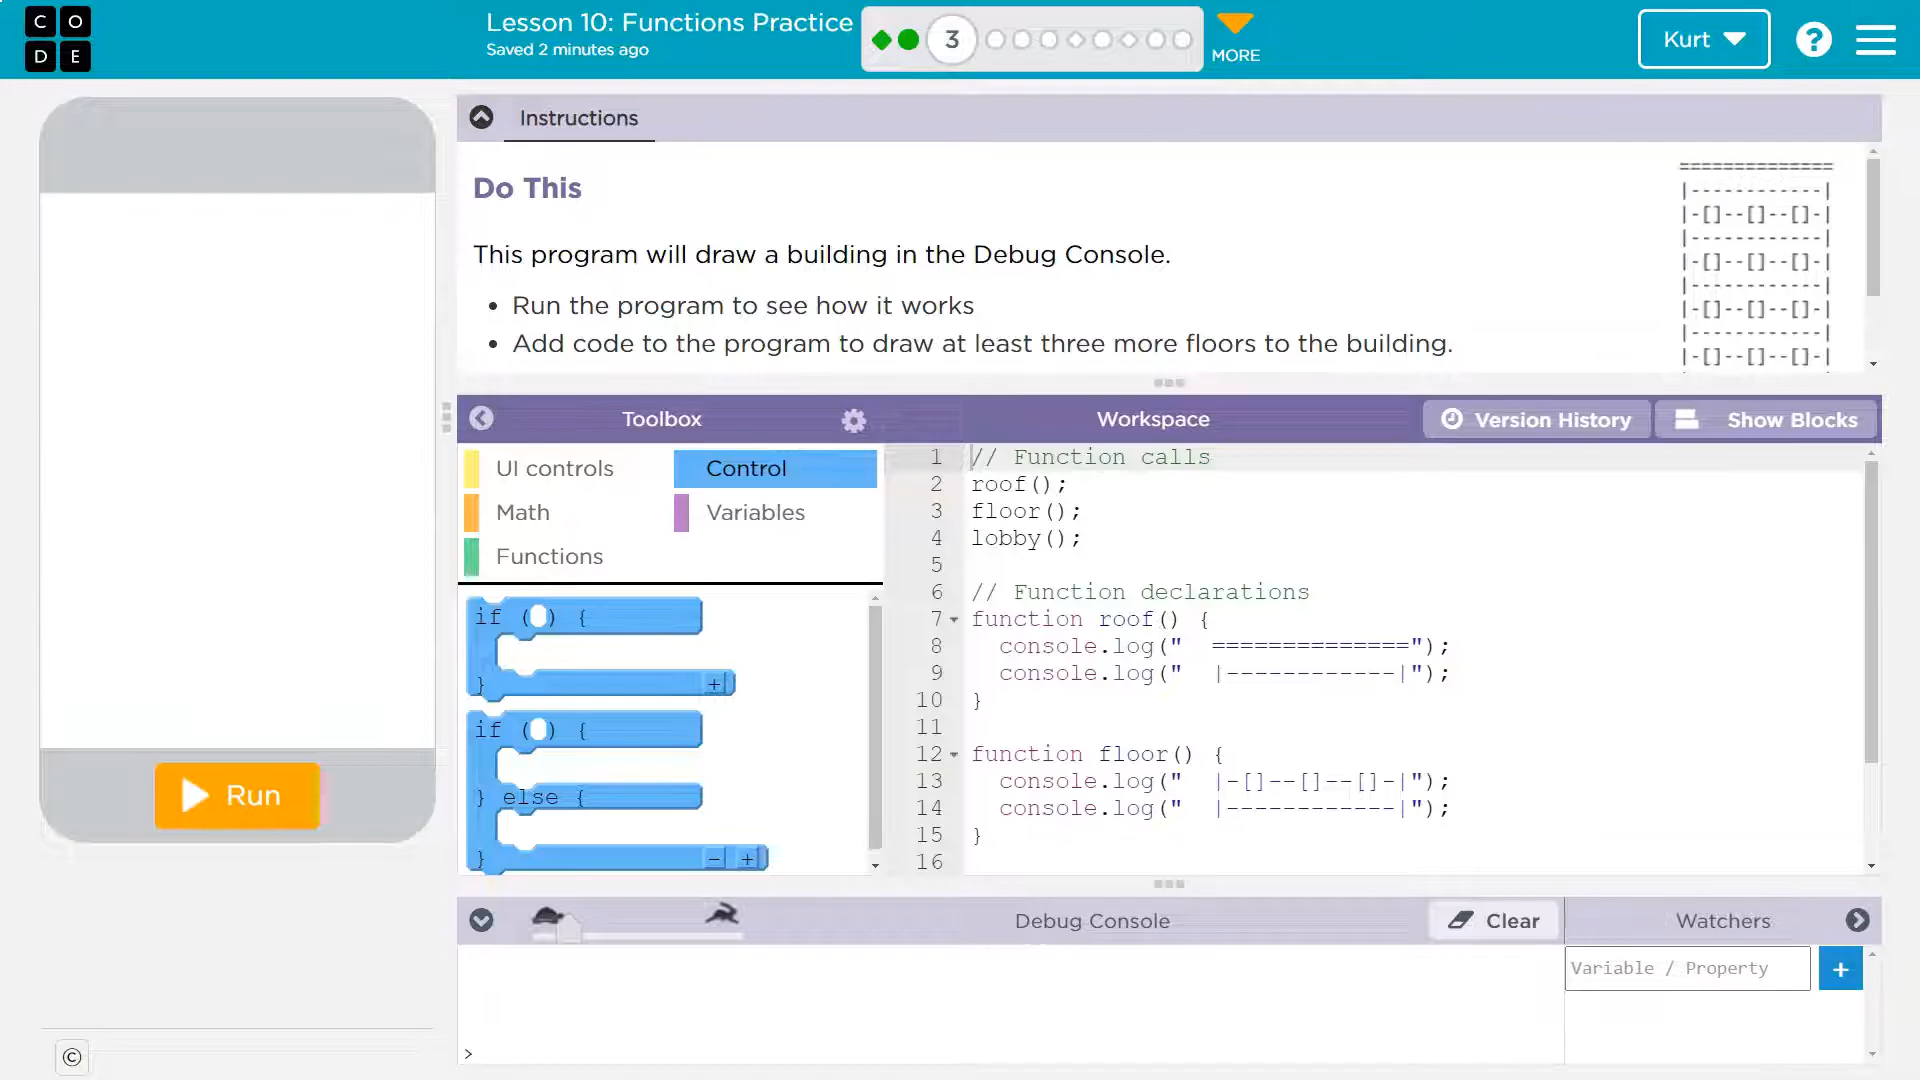 C O
D E
Lesson 10: Functions Practice
Saved 2 minutes ago
3
MORE
Kurt
?
Instructions
Do This
This program will draw a building in the Debug Console.
• Run the program to see how it works
• Add code to the program to draw at least three more floors to the building.
==============
|------------|
|-[]--[]--[]-|
|------------|
|-[]--[]--[]-|
|------------|
|-[]--[]--[]-|
|------------|
|-[]--[]--[]-|
Toolbox
Workspace
Version History
Show Blocks
UI controls
Control
Math
Variables
Functions
if () {
} +
if () {
} else {
} - +
1 // Function calls
2 roof();
3 floor();
4 lobby();
5
6 // Function declarations
7 function roof() {
8   console.log("  ==============");
9   console.log("  |------------|");
10 }
11
12 function floor() {
13   console.log("  |-[]--[]--[]-|");
14   console.log("  |------------|");
15 }
16
Run
Debug Console
Clear
Watchers
Variable / Property
+
>
©